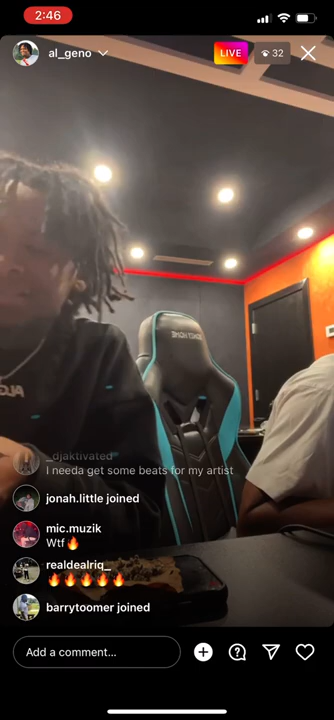 2:46
al_geno
LIVE
32
_djaktivated
I needa get some beats for my artist
jonah.little joined
mic.muzik
Wtf🔥
realdealriq_
🔥🔥🔥🔥🔥
barrytoomer joined
Add a comment...